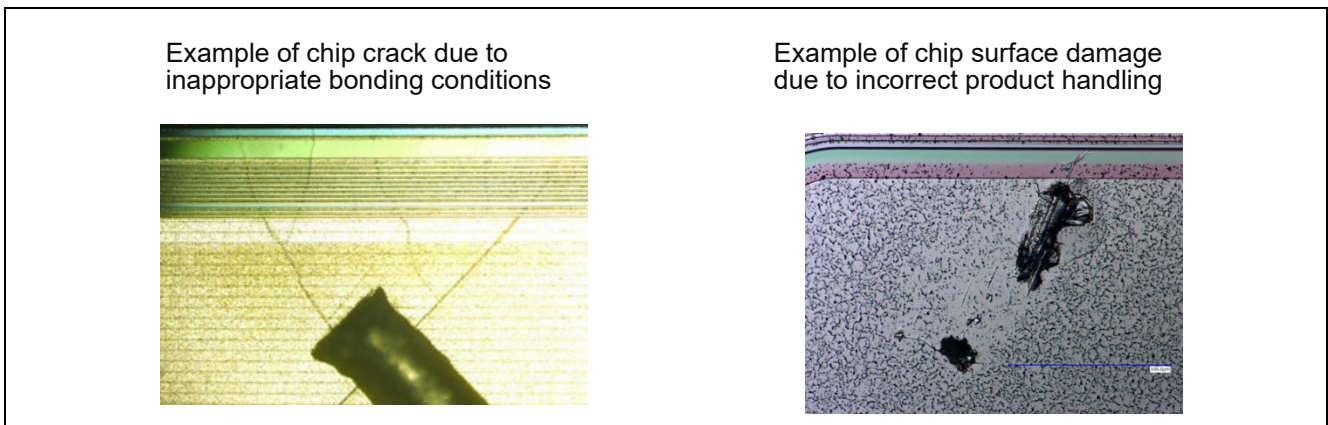 Example of chip crack due to
inappropriate bonding conditions
Example of chip surface damage
due to incorrect product handling